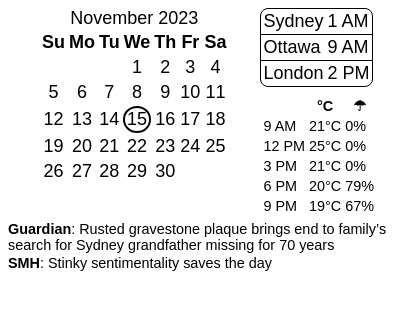 November 2023
Su Mo Tu We Th Fr Sa
1 2 3 4
5 6 7 8 9 10 11
12 13 14 15 16 17 18
19 20 21 22 23 24 25
26 27 28 29 30
Sydney 1 AM
Ottawa 9 AM
London 2 PM
°C ☂
9 AM 21°C 0%
12 PM 25°C 0%
3 PM 21°C 0%
6 PM 20°C 79%
9 PM 19°C 67%
Guardian: Rusted gravestone plaque brings end to family's
search for Sydney grandfather missing for 70 years
SMH: Stinky sentimentality saves the day